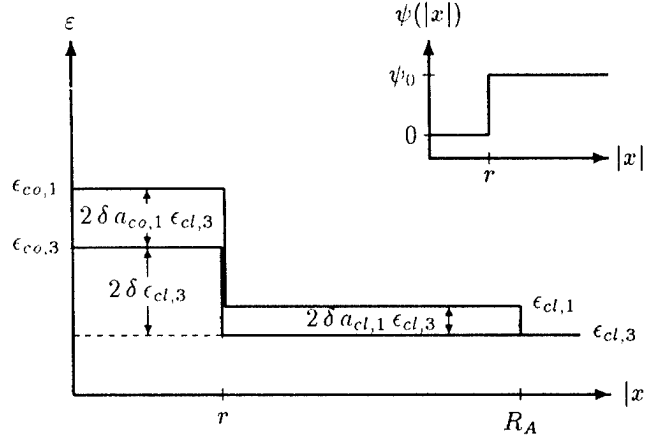 ε
ψ(|x|)
ψ₀
0
r
|x|
ϵ_{co,1}
2 δ a_{co,1} ϵ_{cl,3}
ϵ_{co,3}
2 δ ϵ_{cl,3}
ϵ_{cl,1}
2 δ a_{cl,1} ϵ_{cl,3}
ϵ_{cl,3}
|x
r
R_A